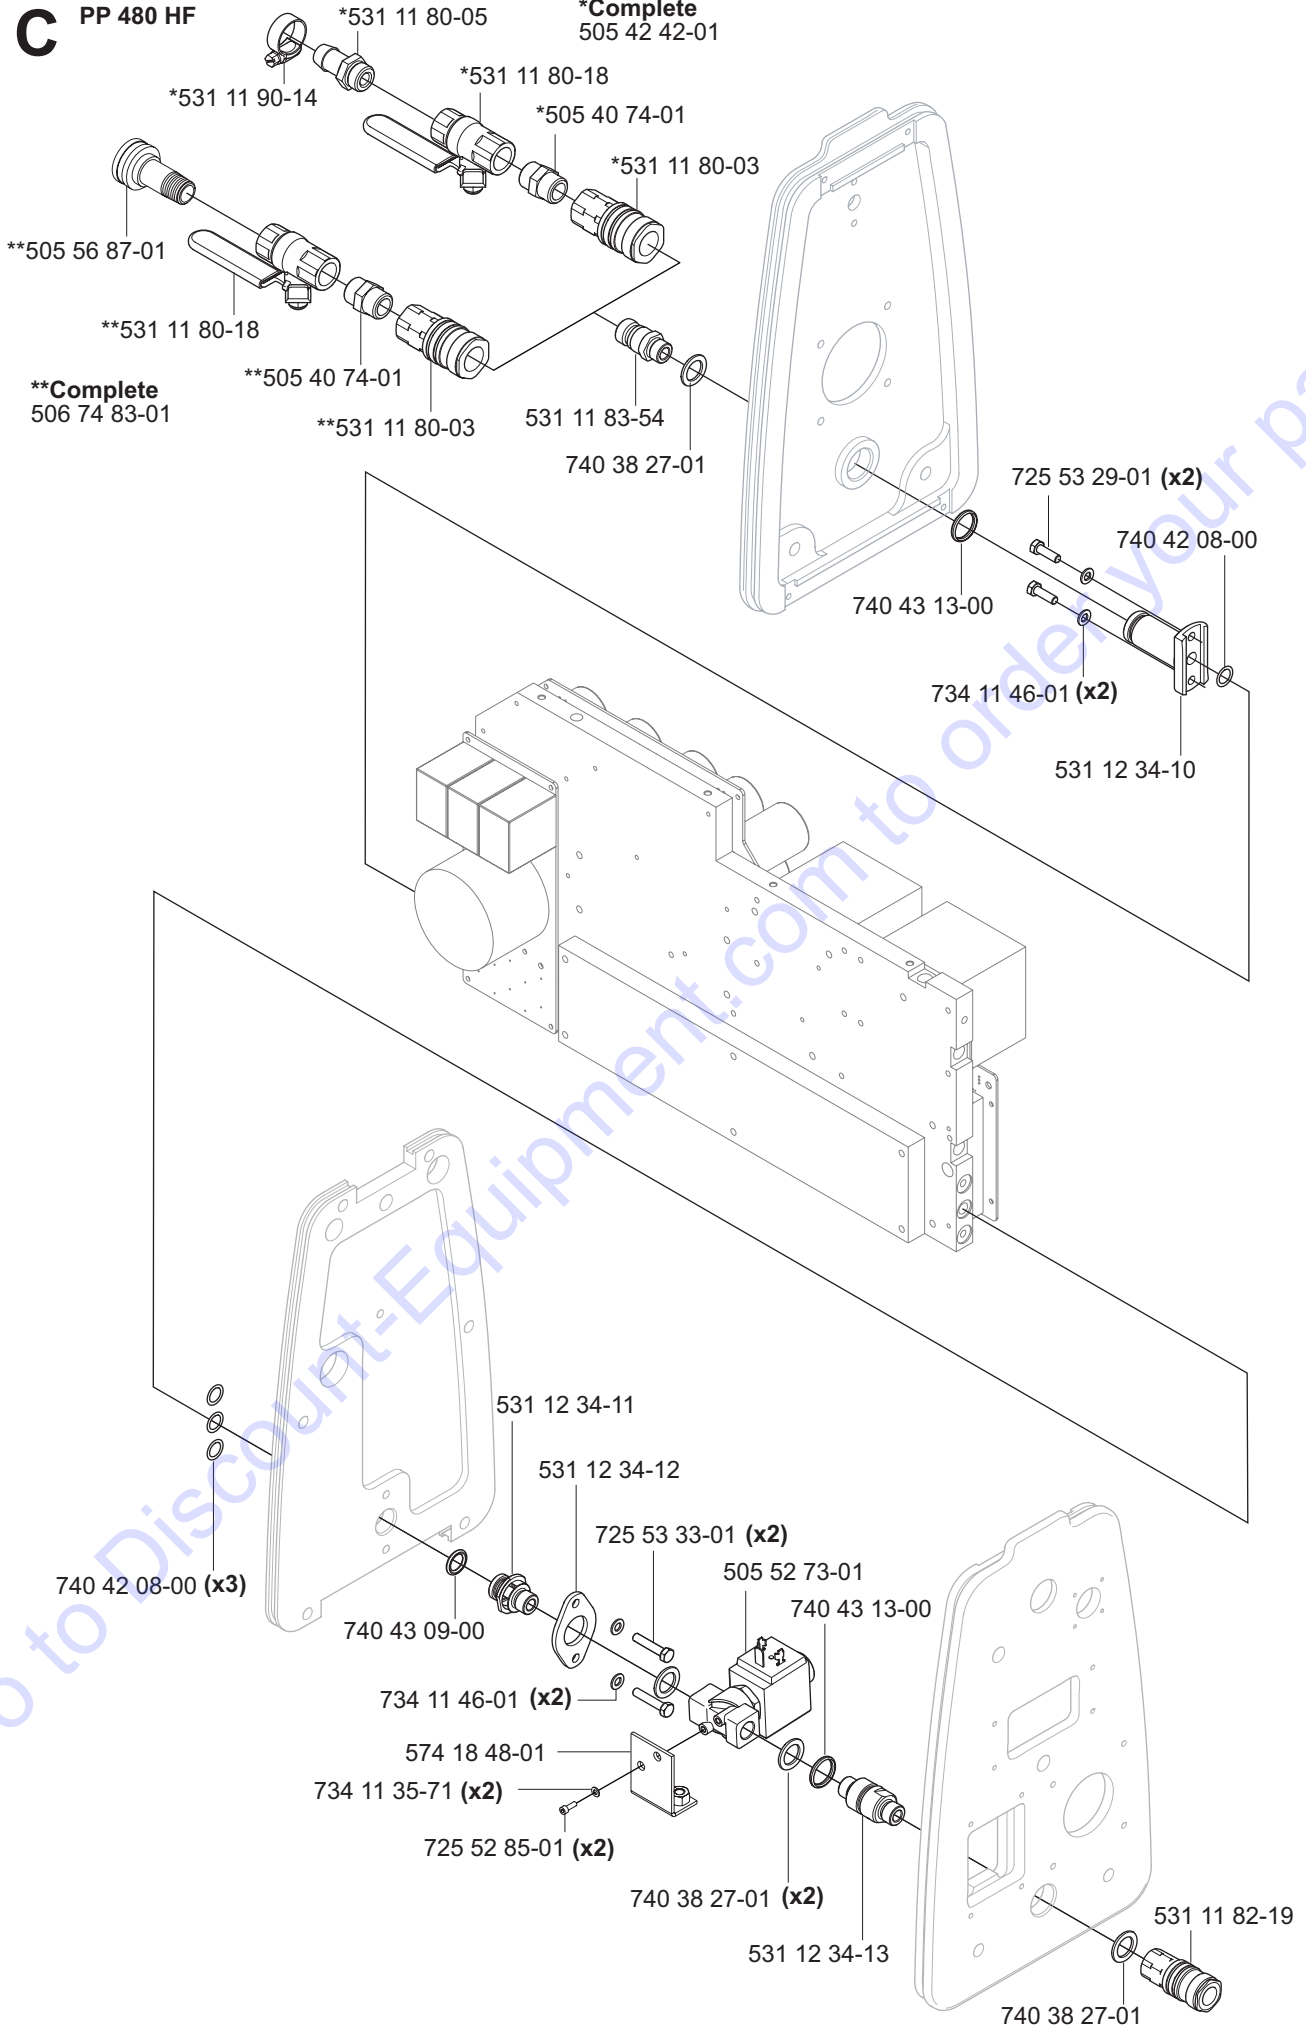 C PP 480 HF
*531 11 80-05
*Complete
505 42 42-01
*531 11 90-14
*531 11 80-18
*505 40 74-01
*531 11 80-03
**505 56 87-01
**531 11 80-18
**505 40 74-01
**Complete
506 74 83-01
**531 11 80-03
531 11 83-54
740 38 27-01
725 53 29-01 (x2)
740 42 08-00
740 43 13-00
734 11 46-01 (x2)
531 12 34-10
531 12 34-11
531 12 34-12
725 53 33-01 (x2)
505 52 73-01
740 42 08-00 (x3)
740 43 13-00
740 43 09-00
734 11 46-01 (x2)
574 18 48-01
734 11 35-71 (x2)
725 52 85-01 (x2)
740 38 27-01 (x2)
531 12 34-13
531 11 82-19
740 38 27-01
to Discount-Equipment.com to order your